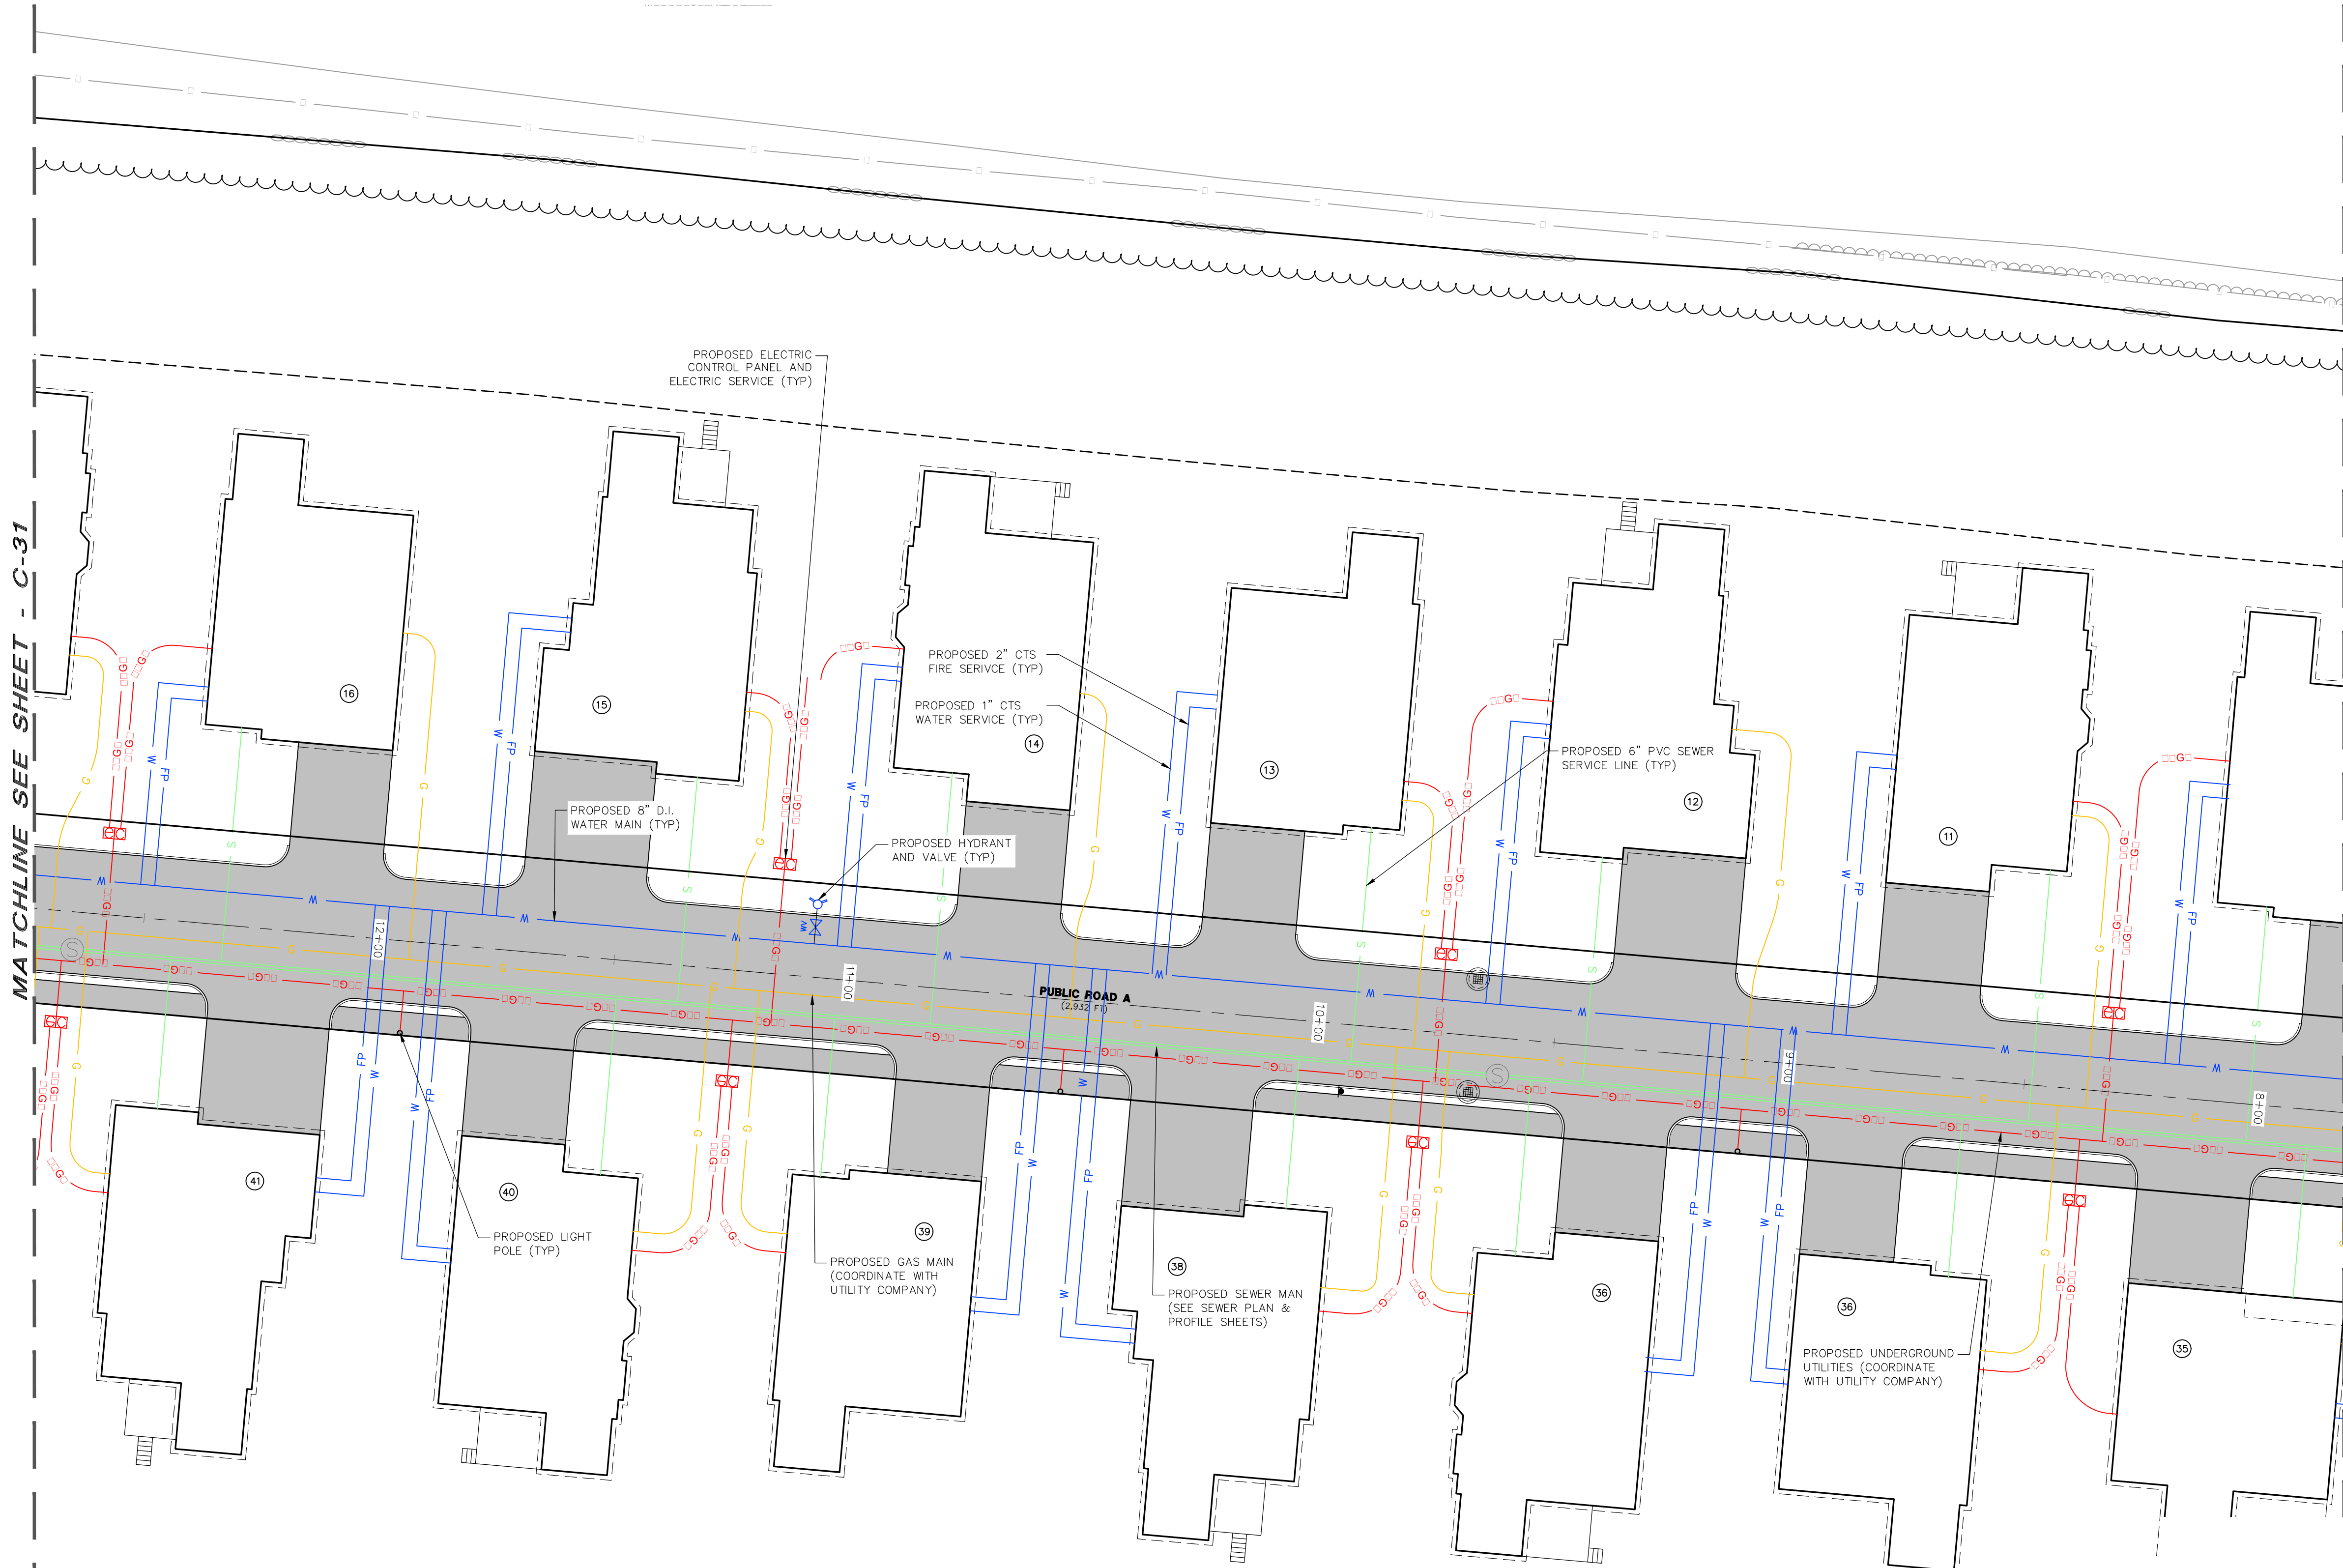 MATCHLINE SEE SHEET - C-31
PROPOSED ELECTRIC
CONTROL PANEL AND
ELECTRIC SERVICE (TYP)
16
15
14
13
12
11
PROPOSED 2" CTS
FIRE SERIVCE (TYP)
PROPOSED 1" CTS
WATER SERVICE (TYP)
PROPOSED 6" PVC SEWER
SERVICE LINE (TYP)
PROPOSED 8" D.I.
WATER MAIN (TYP)
PROPOSED HYDRANT
AND VALVE (TYP)
WV
12+00
11+00
10+00
9+00
8+00
PUBLIC ROAD A
(2,932 FT)
W
FP
G
S
41
40
39
38
36
36
35
PROPOSED LIGHT
POLE (TYP)
PROPOSED GAS MAIN
(COORDINATE WITH
UTILITY COMPANY)
PROPOSED SEWER MAN
(SEE SEWER PLAN &
PROFILE SHEETS)
PROPOSED UNDERGROUND
UTILITIES (COORDINATE
WITH UTILITY COMPANY)